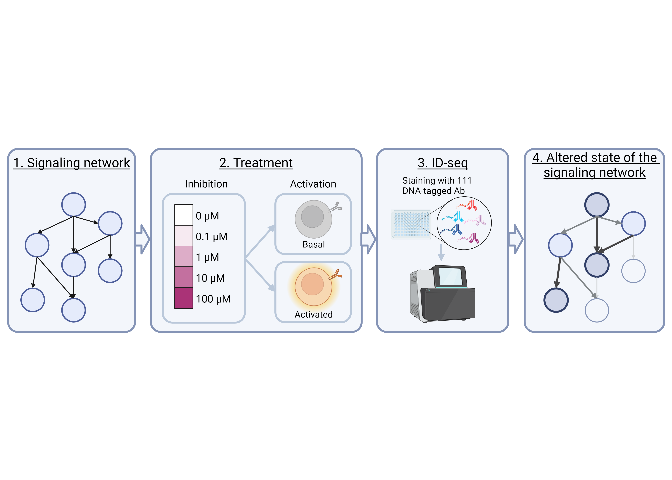 1. Signaling network
2. Treatment
Inhibition
Activation
0 µM
0.1 µM
1 µM
10 µM
100 µM
Basal
Activated
3. ID-seq
Staining with 111
DNA tagged Ab
4. Altered state of the
signaling network